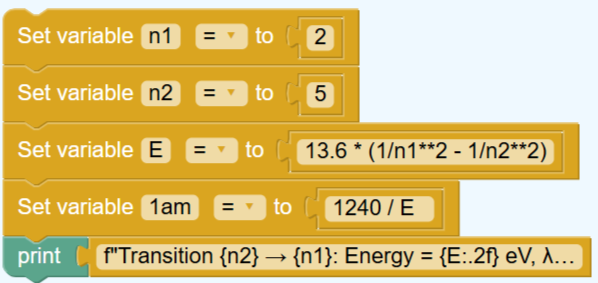 Set variable n1 = to 2
Set variable n2 = to 5
Set variable E = to 13.6 * (1/n1**2 - 1/n2**2)
Set variable 1am = to 1240 / E
print f"Transition {n2} → {n1}: Energy = {E:.2f} eV, λ...